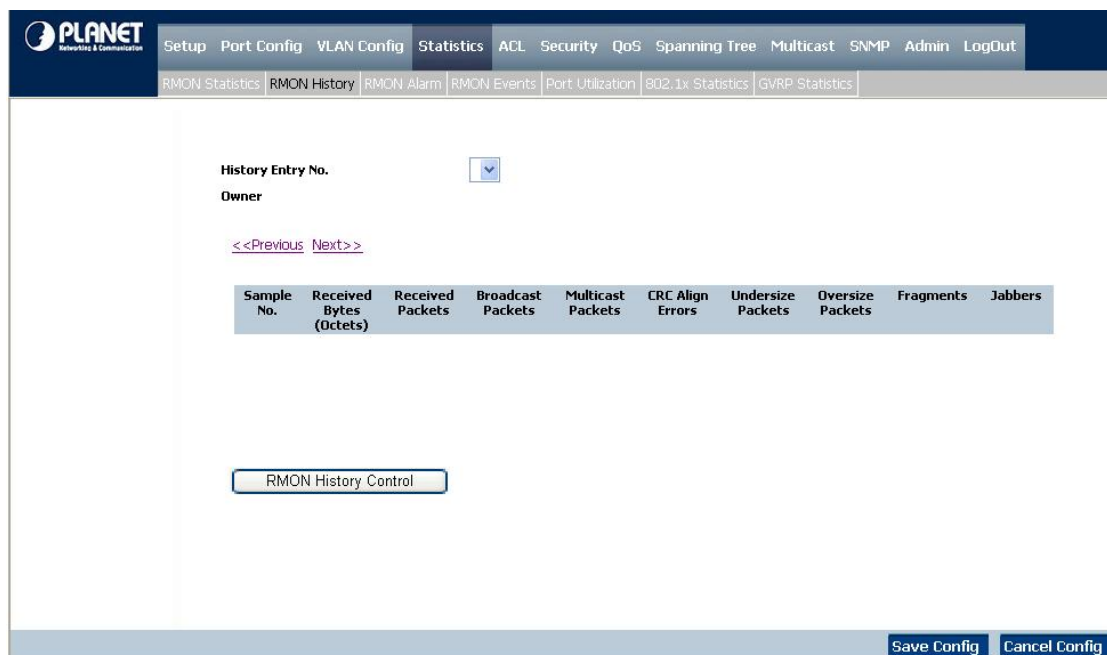 PLANET
Networking & Communication
Setup Port Config VLAN Config Statistics ACL Security QoS Spanning Tree Multicast SNMP Admin LogOut
RMON Statistics RMON History RMON Alarm RMON Events Port Utilization 802.1x Statistics GVRP Statistics
History Entry No.
Owner
<<Previous Next>>
Sample No. Received Bytes (Octets) Received Packets Broadcast Packets Multicast Packets CRC Align Errors Undersize Packets Oversize Packets Fragments Jabbers
RMON History Control
Save Config Cancel Config